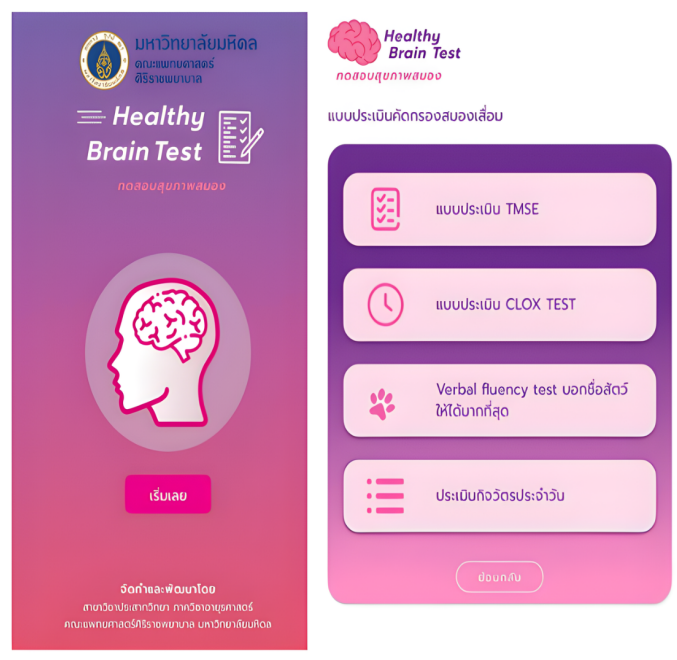 มหาวิทยาลัยมหิดล
คณะแพทยศาสตร์
ศิริราชพยาบาล
Healthy
Brain Test
ทดสอบสุขภาพสมอง
เริ่มเลย
จัดทำและพัฒนาโดย
สาขาวิชาประสาทวิทยา ภาควิชาอายุรศาสตร์
คณะแพทยศาสตร์ศิริราชพยาบาล มหาวิทยาลัยมหิดล
Healthy
Brain Test
ทดสอบสุขภาพสมอง
แบบประเมินคัดกรองสมองเสื่อม
แบบประเมิน TMSE
แบบประเมิน CLOX TEST
Verbal fluency test บอกชื่อสัตว์
ให้ได้มากที่สุด
ประเมินกิจวัตรประจำวัน
ย้อนกลับ